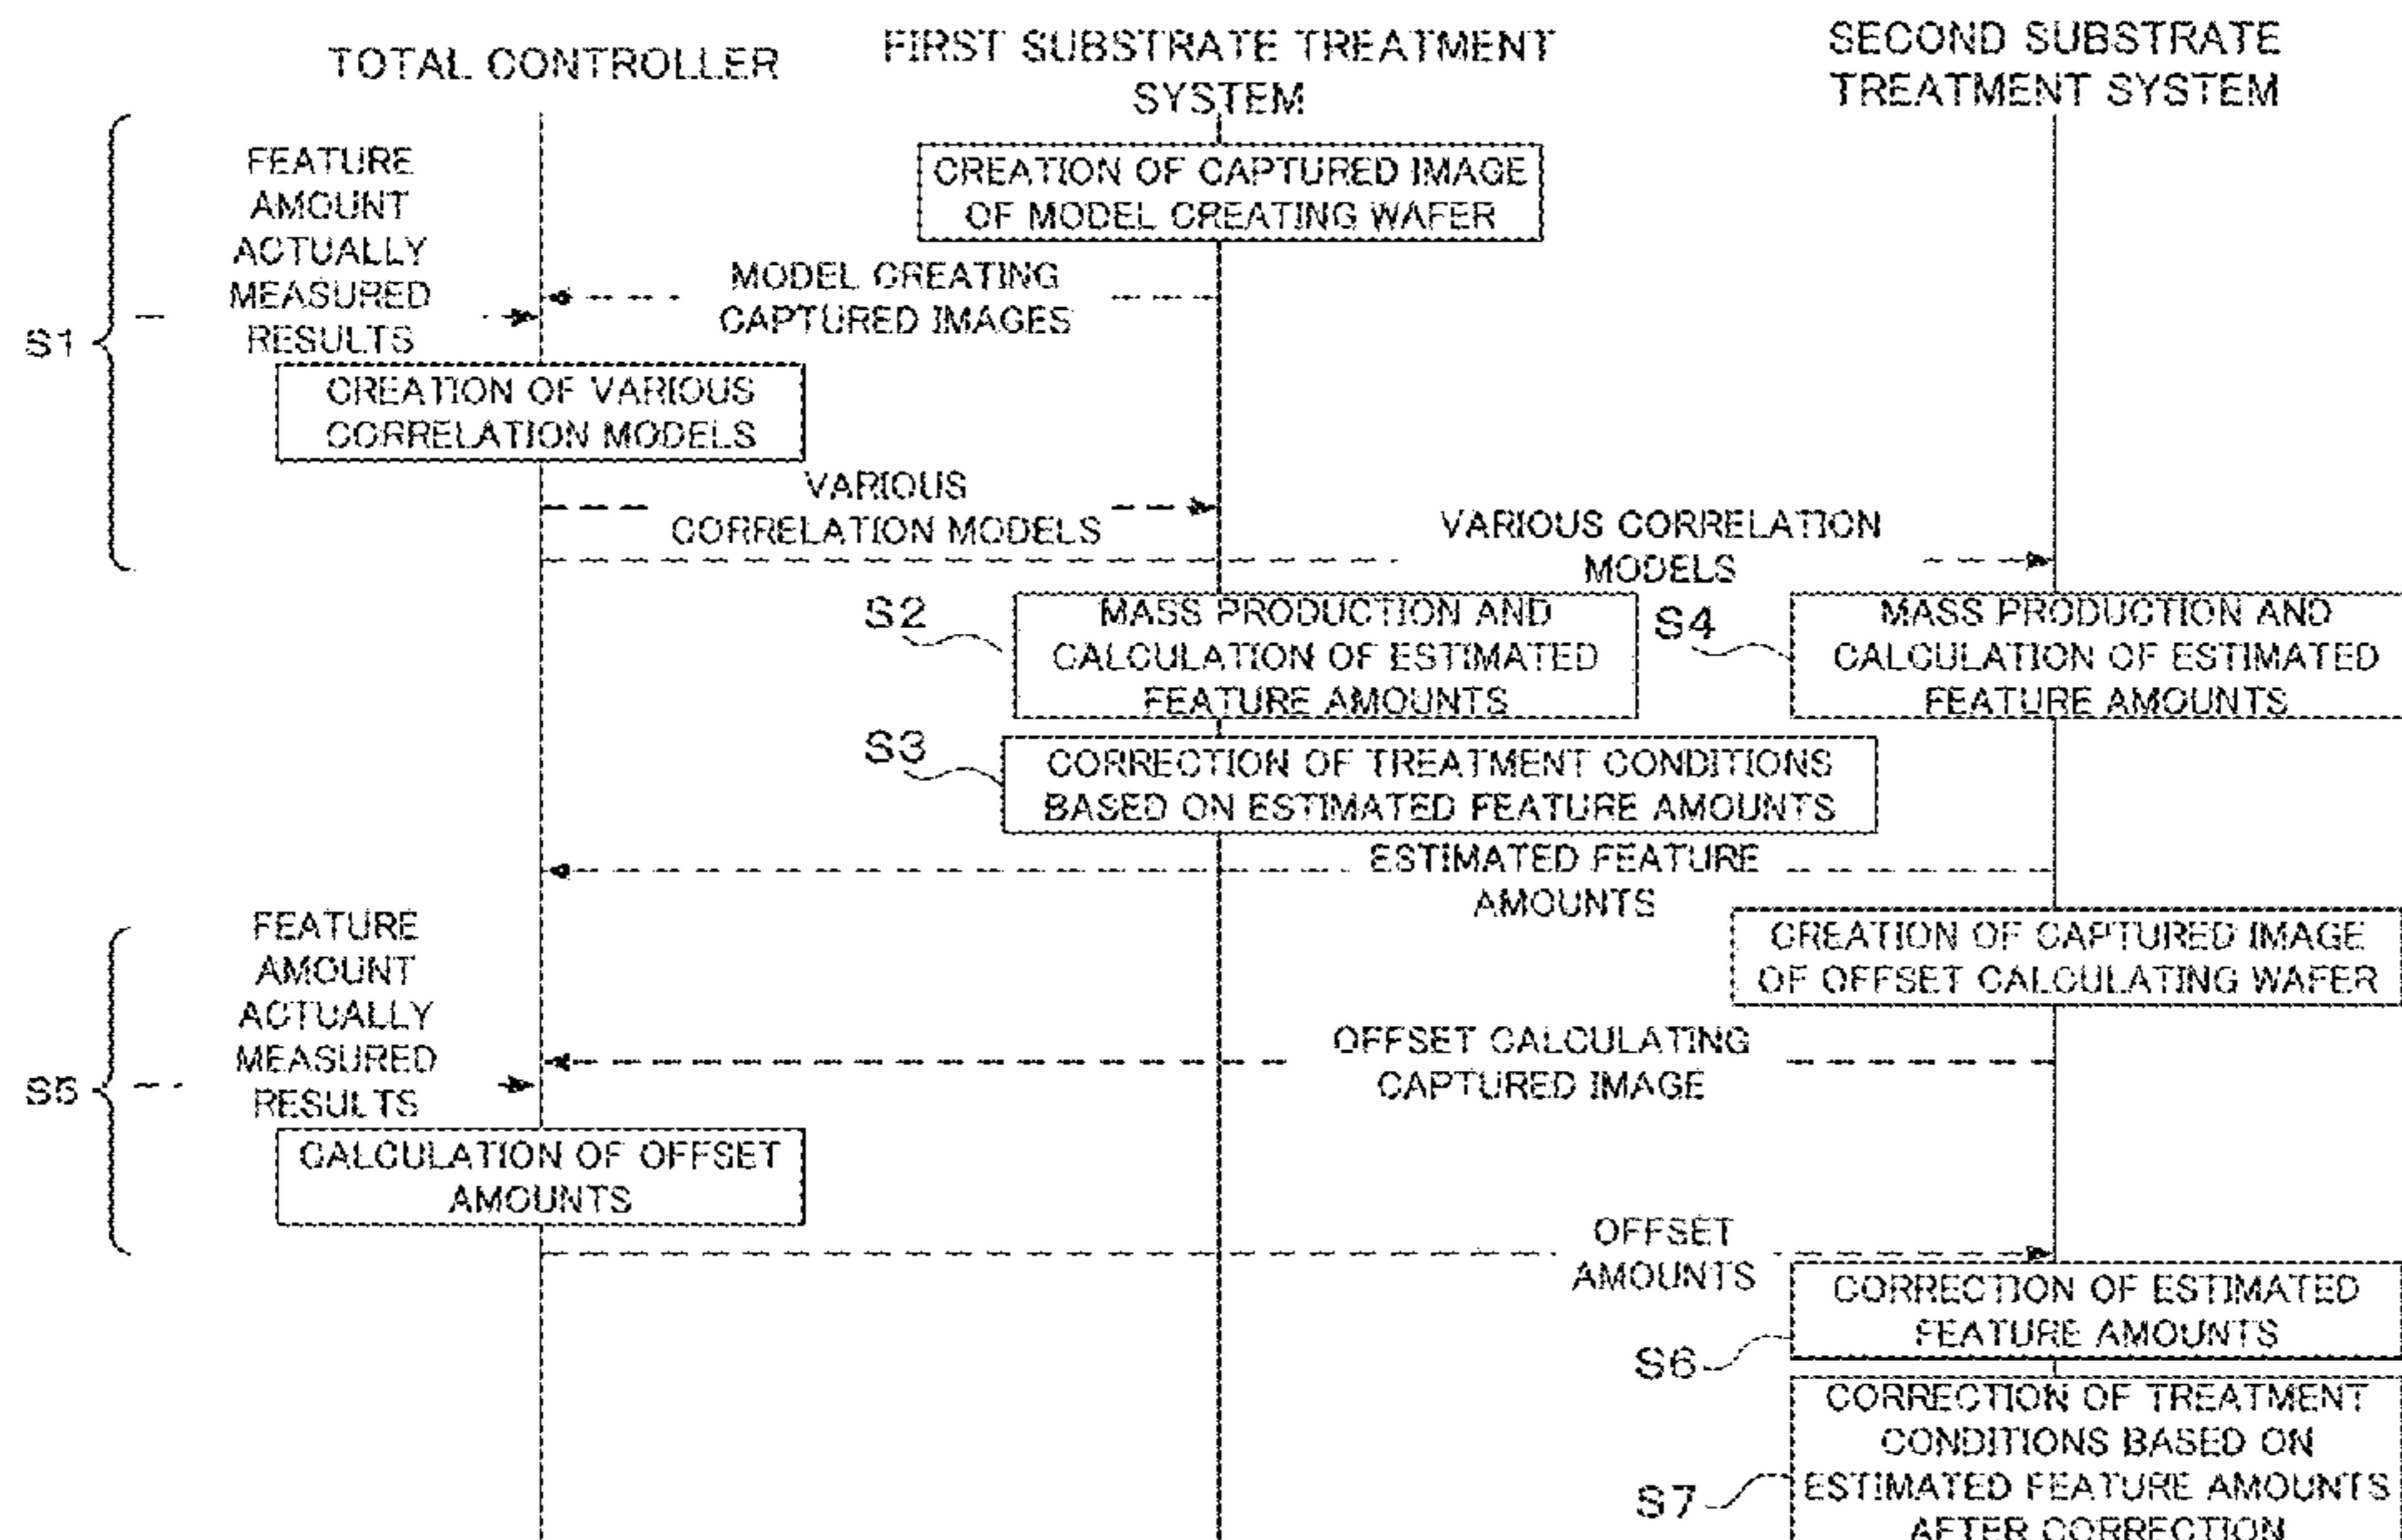 TOTAL CONTROLLER
FIRST SUBSTRATE TREATMENT
SYSTEM
SECOND SUBSTRATE
TREATMENT SYSTEM
S1
FEATURE
AMOUNT
ACTUALLY
MEASURED
RESULTS
CREATION OF CAPTURED IMAGE
OF MODEL CREATING WAFER
MODEL CREATING
CAPTURED IMAGES
CREATION OF VARIOUS
CORRELATION MODELS
VARIOUS
CORRELATION MODELS
VARIOUS CORRELATION
MODELS
S2
MASS PRODUCTION AND
CALCULATION OF ESTIMATED
FEATURE AMOUNTS
S4
MASS PRODUCTION AND
CALCULATION OF ESTIMATED
FEATURE AMOUNTS
S3
CORRECTION OF TREATMENT CONDITIONS
BASED ON ESTIMATED FEATURE AMOUNTS
ESTIMATED FEATURE
AMOUNTS
S5
FEATURE
AMOUNT
ACTUALLY
MEASURED
RESULTS
CREATION OF CAPTURED IMAGE
OF OFFSET CALCULATING WAFER
OFFSET CALCULATING
CAPTURED IMAGE
CALCULATION OF OFFSET
AMOUNTS
OFFSET
AMOUNTS
CORRECTION OF ESTIMATED
FEATURE AMOUNTS
S6
CORRECTION OF TREATMENT
CONDITIONS BASED ON
ESTIMATED FEATURE AMOUNTS
AFTER CORRECTION
S7